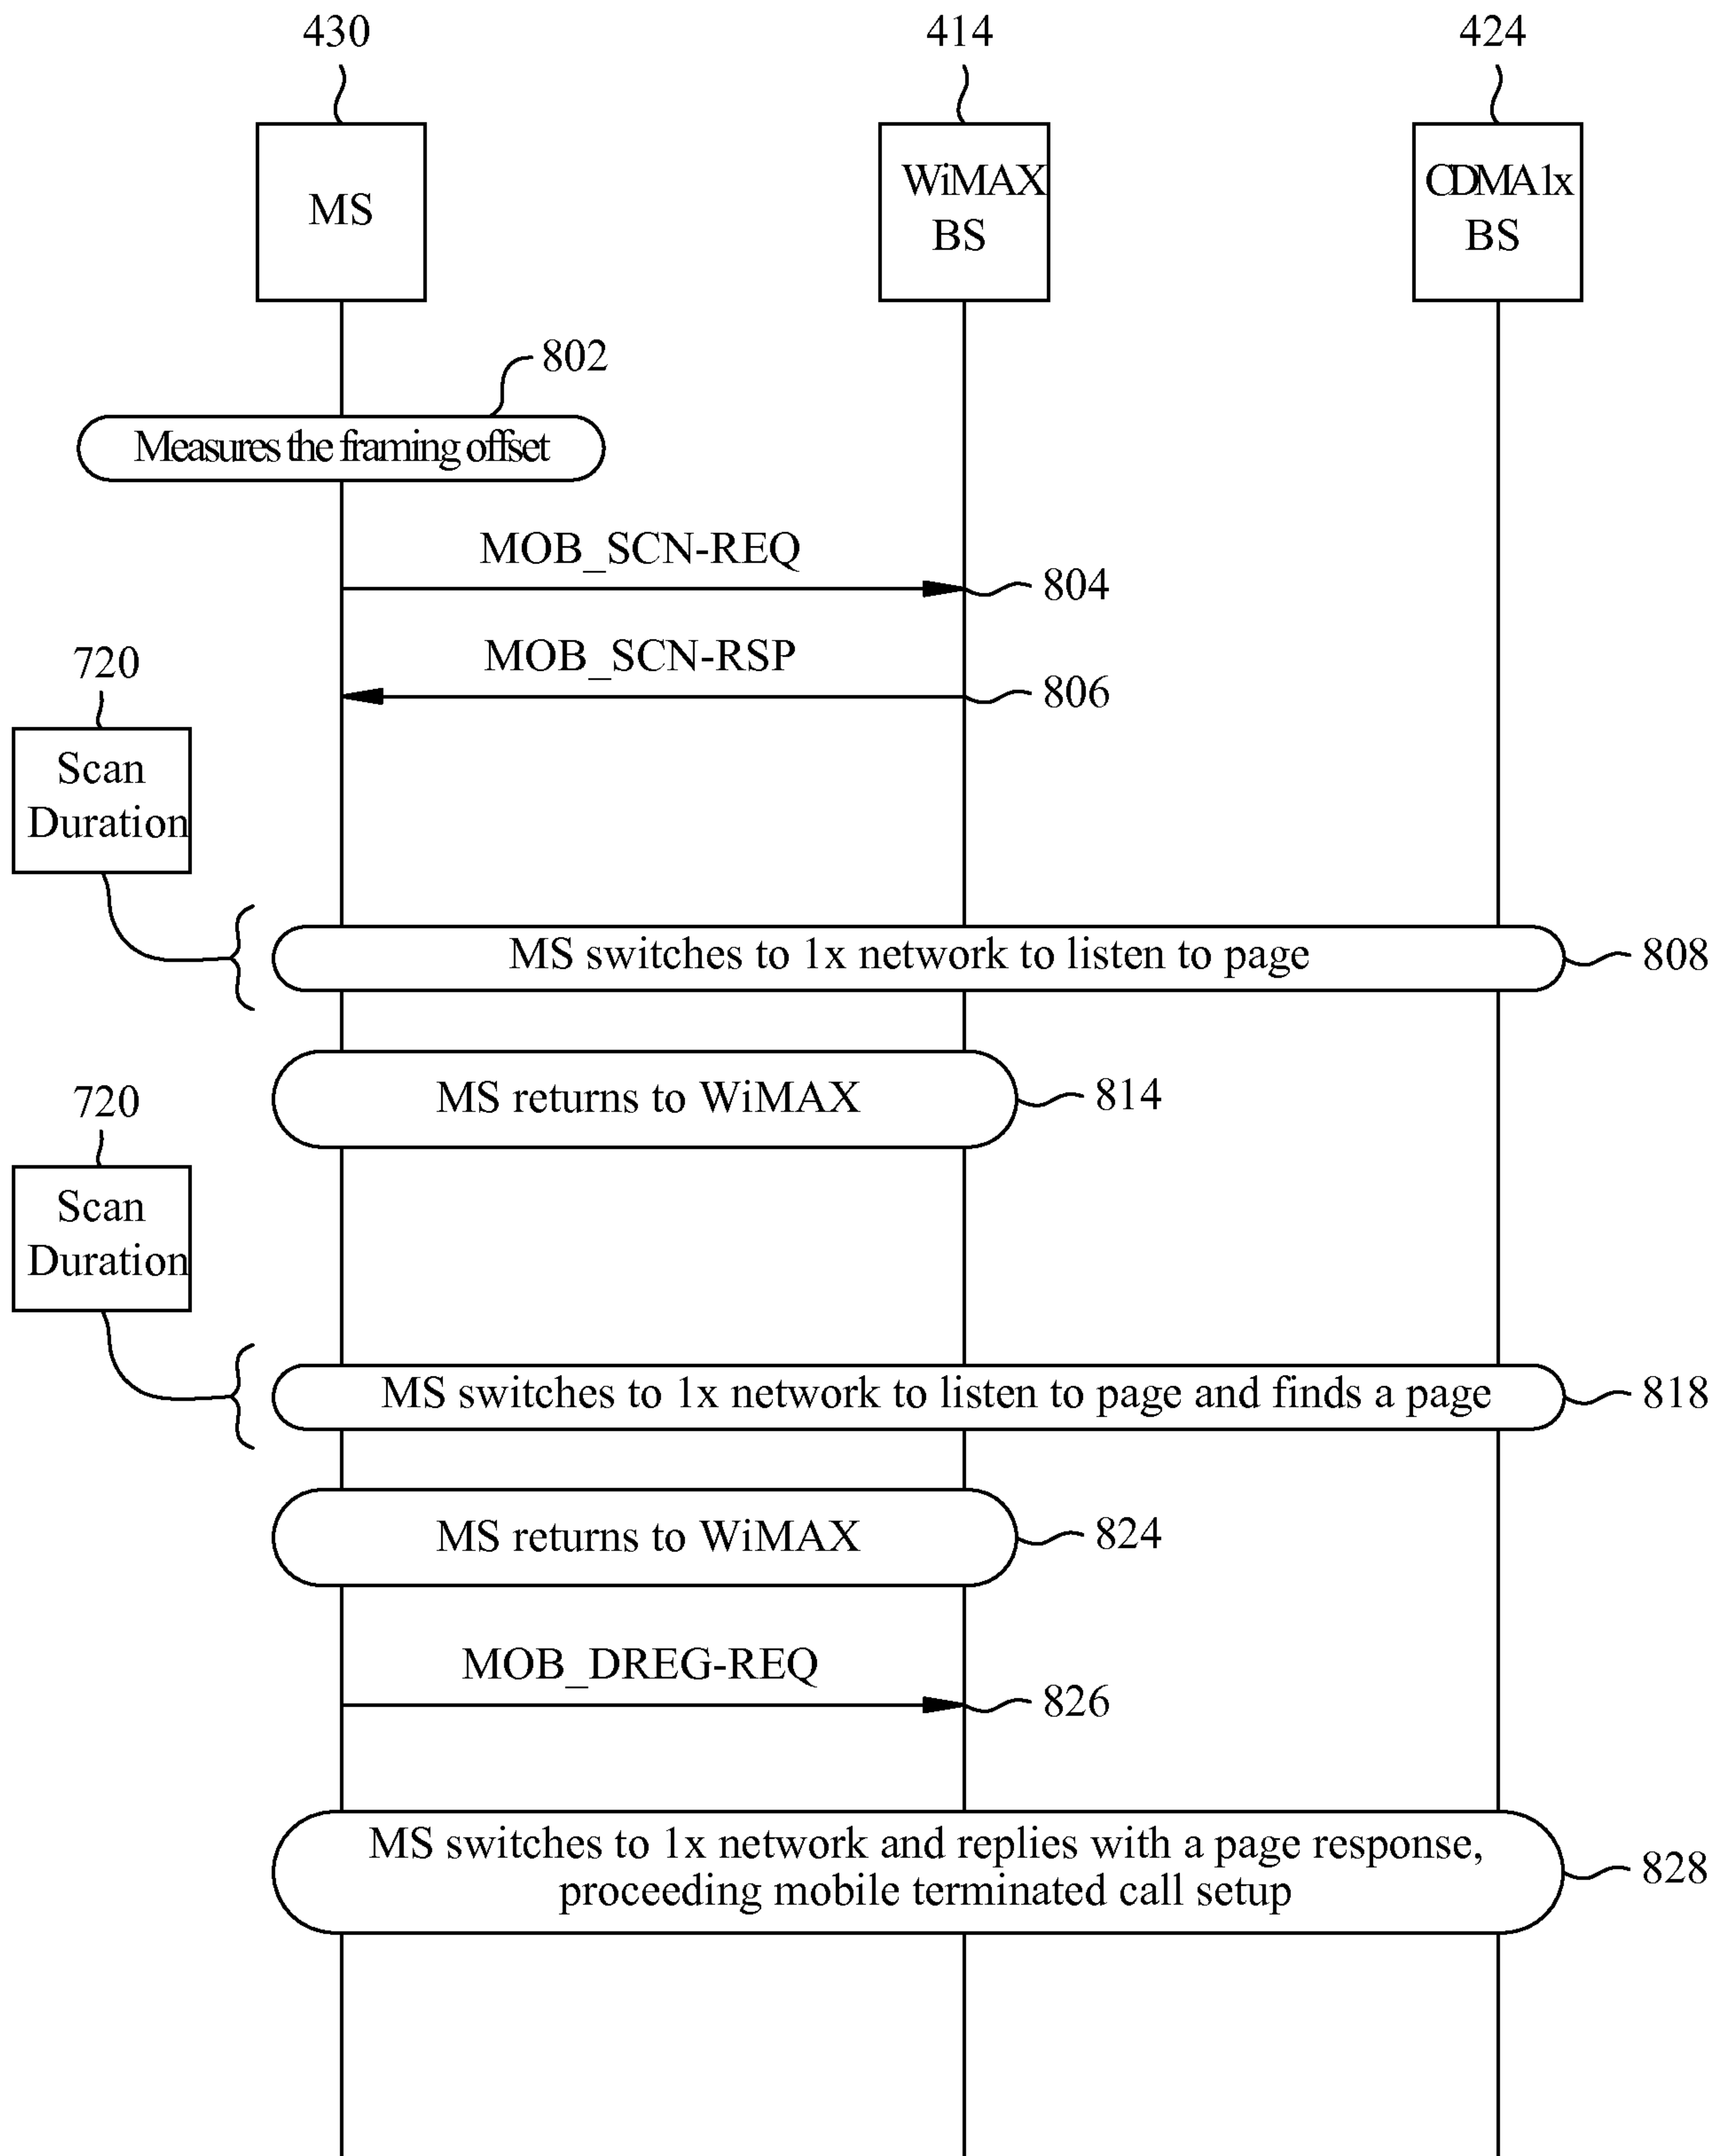 430
414
424
MS
WiMAX
BS
CDMA1x
BS
802
Measures the framing offset
MOB_SCN-REQ
804
MOB_SCN-RSP
806
720
Scan
Duration
MS switches to 1x network to listen to page
808
MS returns to WiMAX
814
720
Scan
Duration
MS switches to 1x network to listen to page and finds a page
818
MS returns to WiMAX
824
MOB_DREG-REQ
826
MS switches to 1x network and replies with a page response,
proceeding mobile terminated call setup
828